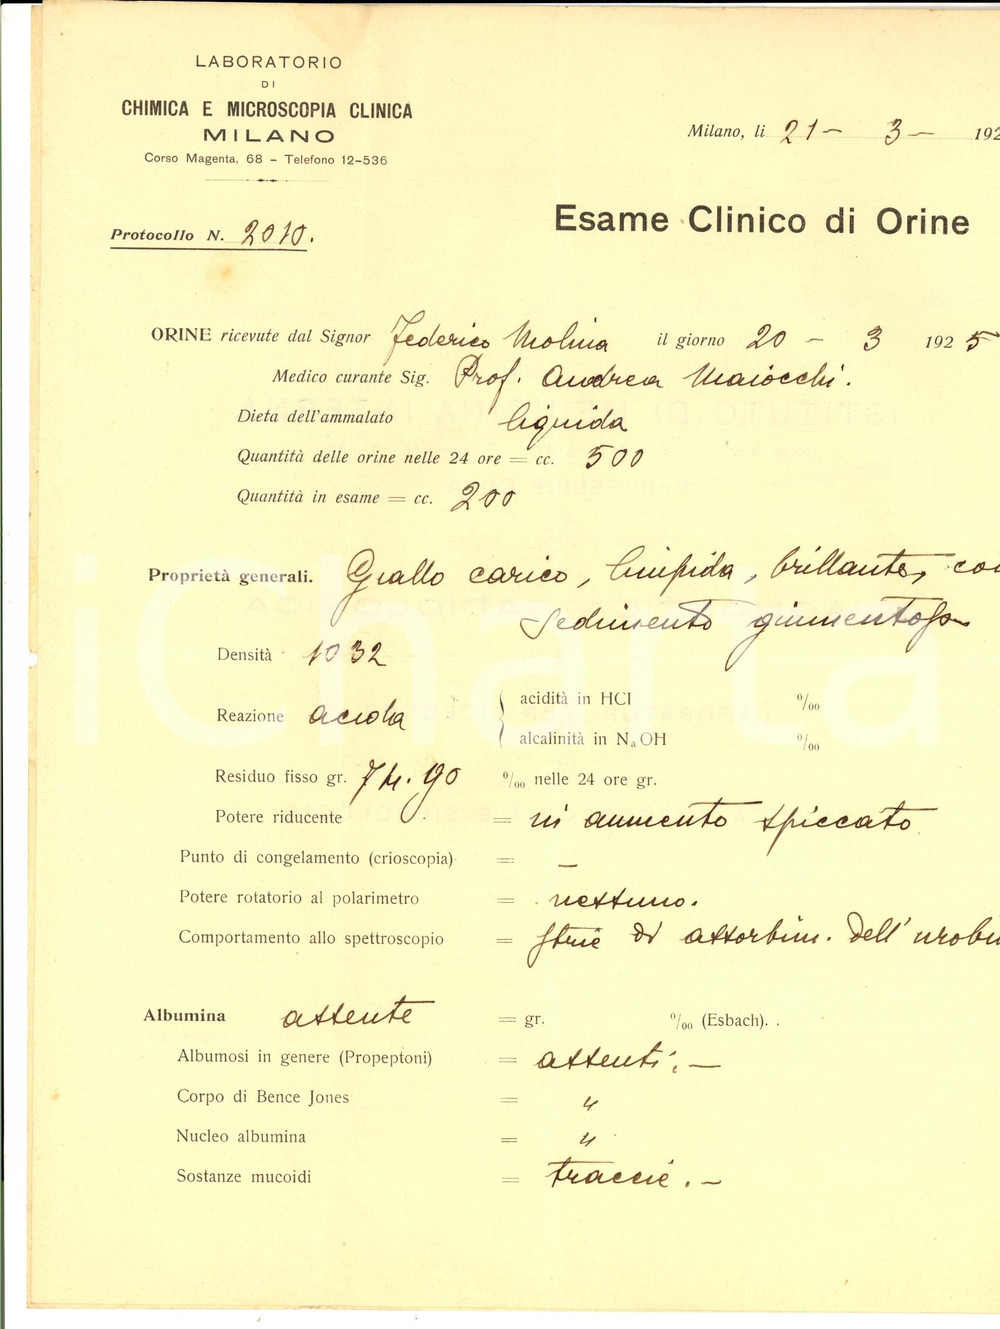 LABORATORIO
DI
CHIMICA E MICROSCOPIA CLINICA
MILANO
Corso Magenta, 68 - Telefono 12-536
Milano, li 21- 3- 192
Protocollo N. 2010.
Esame Clinico di Orine
ORINE ricevute dal Signor Federico Molina il giorno 20 - 3 1925
Medico curante Sig. Prof. Andrea Maiocchi.
Dieta dell'ammalato liquida
Quantità delle orine nelle 24 ore = cc. 500
Quantità in esame = cc. 200
Proprietà generali. Giallo carico, limpida, brillante, con
sedimento giumentoso
Densità 1032
Reazione acida
acidità in HCl ‰
alcalinità in NaOH ‰
Residuo fisso gr. 74.90 ‰ nelle 24 ore gr.
Potere riducente = in aumento spiccato
Punto di congelamento (crioscopia) = —
Potere rotatorio al polarimetro = nessuno.
Comportamento allo spettroscopio = strie di assorbim. dell'
Albumina assente = gr. ‰ (Esbach).
Albumosi in genere (Propeptoni) = assenti. —
Corpo di Bence Jones = "
Nucleo albumina = "
Sostanze mucoidi = traccie. —
iCharta